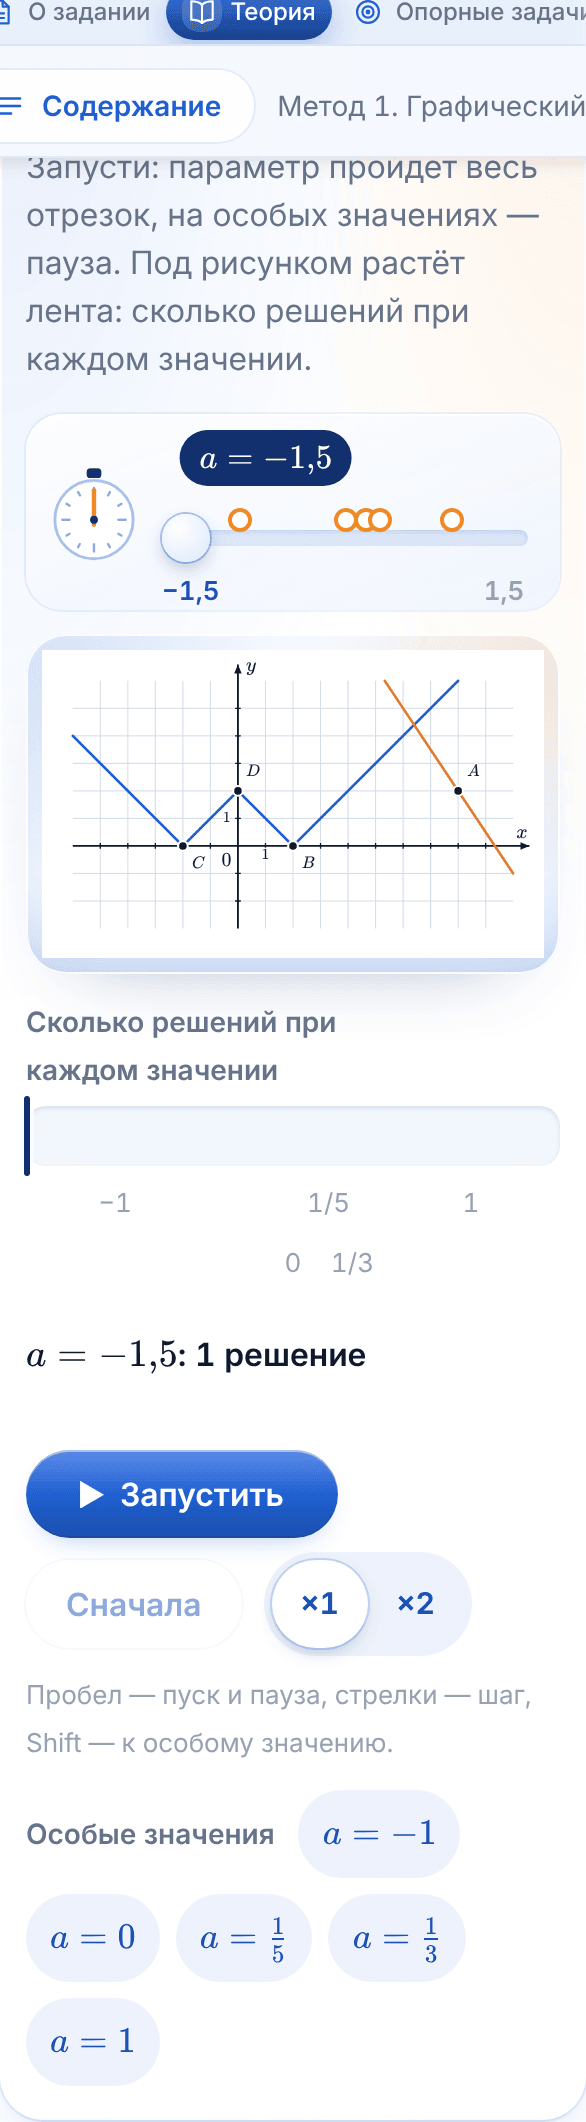 О задании Теория Опорные задачи
Содержание Метод 1. Графический
Запусти: параметр пройдет весь
отрезок, на особых значениях —
пауза. Под рисунком растёт
лента: сколько решений при
каждом значении.
a = −1,5
−1,5 1,5
y
D
A
1
x
C 0 1 B
Сколько решений при
каждом значении
−1 1/5 1
0 1/3
a = −1,5: 1 решение
Запустить
Сначала ×1 ×2
Пробел — пуск и пауза, стрелки — шаг,
Shift — к особому значению.
Особые значения a = −1
a = 0 a = 1/5 a = 1/3
a = 1